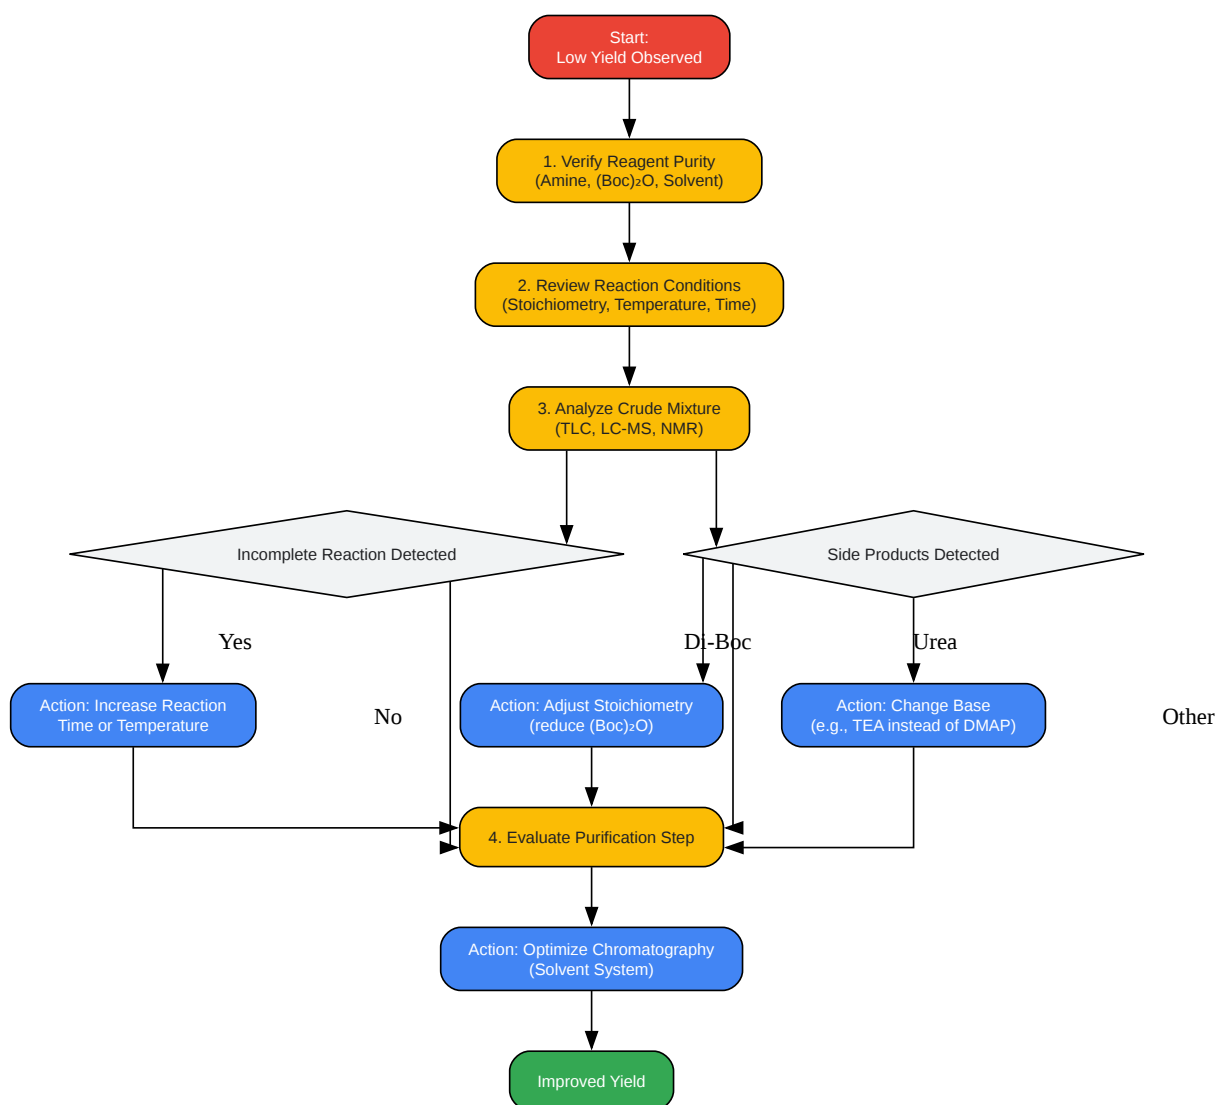 Start:
Low Yield Observed
1. Verify Reagent Purity
(Amine, (Boc)₂O, Solvent)
2. Review Reaction Conditions
(Stoichiometry, Temperature, Time)
3. Analyze Crude Mixture
(TLC, LC-MS, NMR)
Incomplete Reaction Detected
Side Products Detected
Yes
Di-Boc
Urea
Action: Increase Reaction
Time or Temperature
No
Action: Adjust Stoichiometry
(reduce (Boc)₂O)
Action: Change Base
(e.g., TEA instead of DMAP)
Other
4. Evaluate Purification Step
Action: Optimize Chromatography
(Solvent System)
Improved Yield